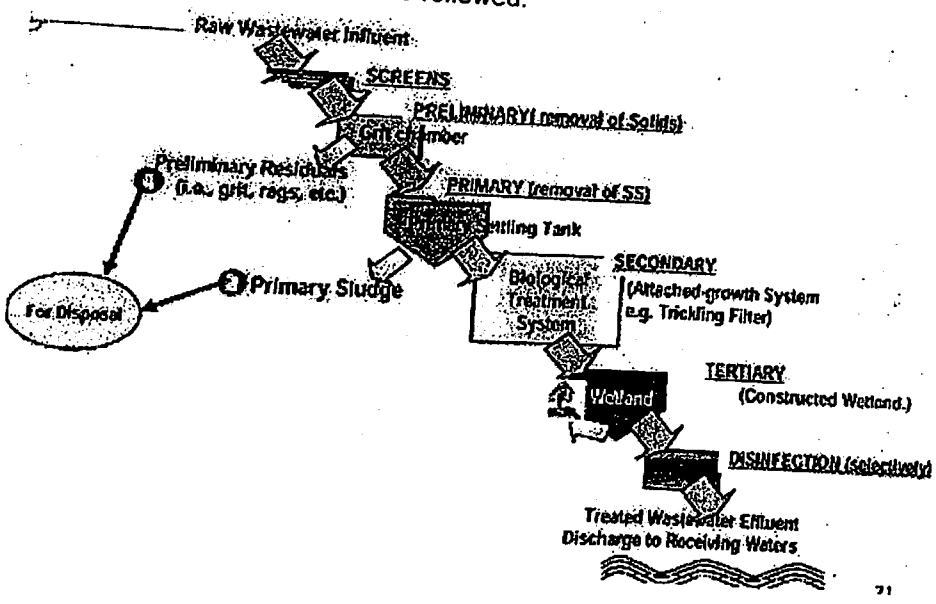 followed.
Raw Wastewater Influent
SCREENS
PRELIMINARY( removal of Solids)
Grit chamber
Preliminary Residuals
(i.e., grit, rags, etc.)
PRIMARY (removal of SS)
Primary Settling Tank
Primary Sludge
For Disposal
SECONDARY
Biological
Treatment
System
(Attached-growth System
e.g. Trickling Filter)
TERTIARY
(Constructed Wetland.)
Wetland
DISINFECTION (selectively)
Treated Wastewater Effluent
Discharge to Receiving Waters
71